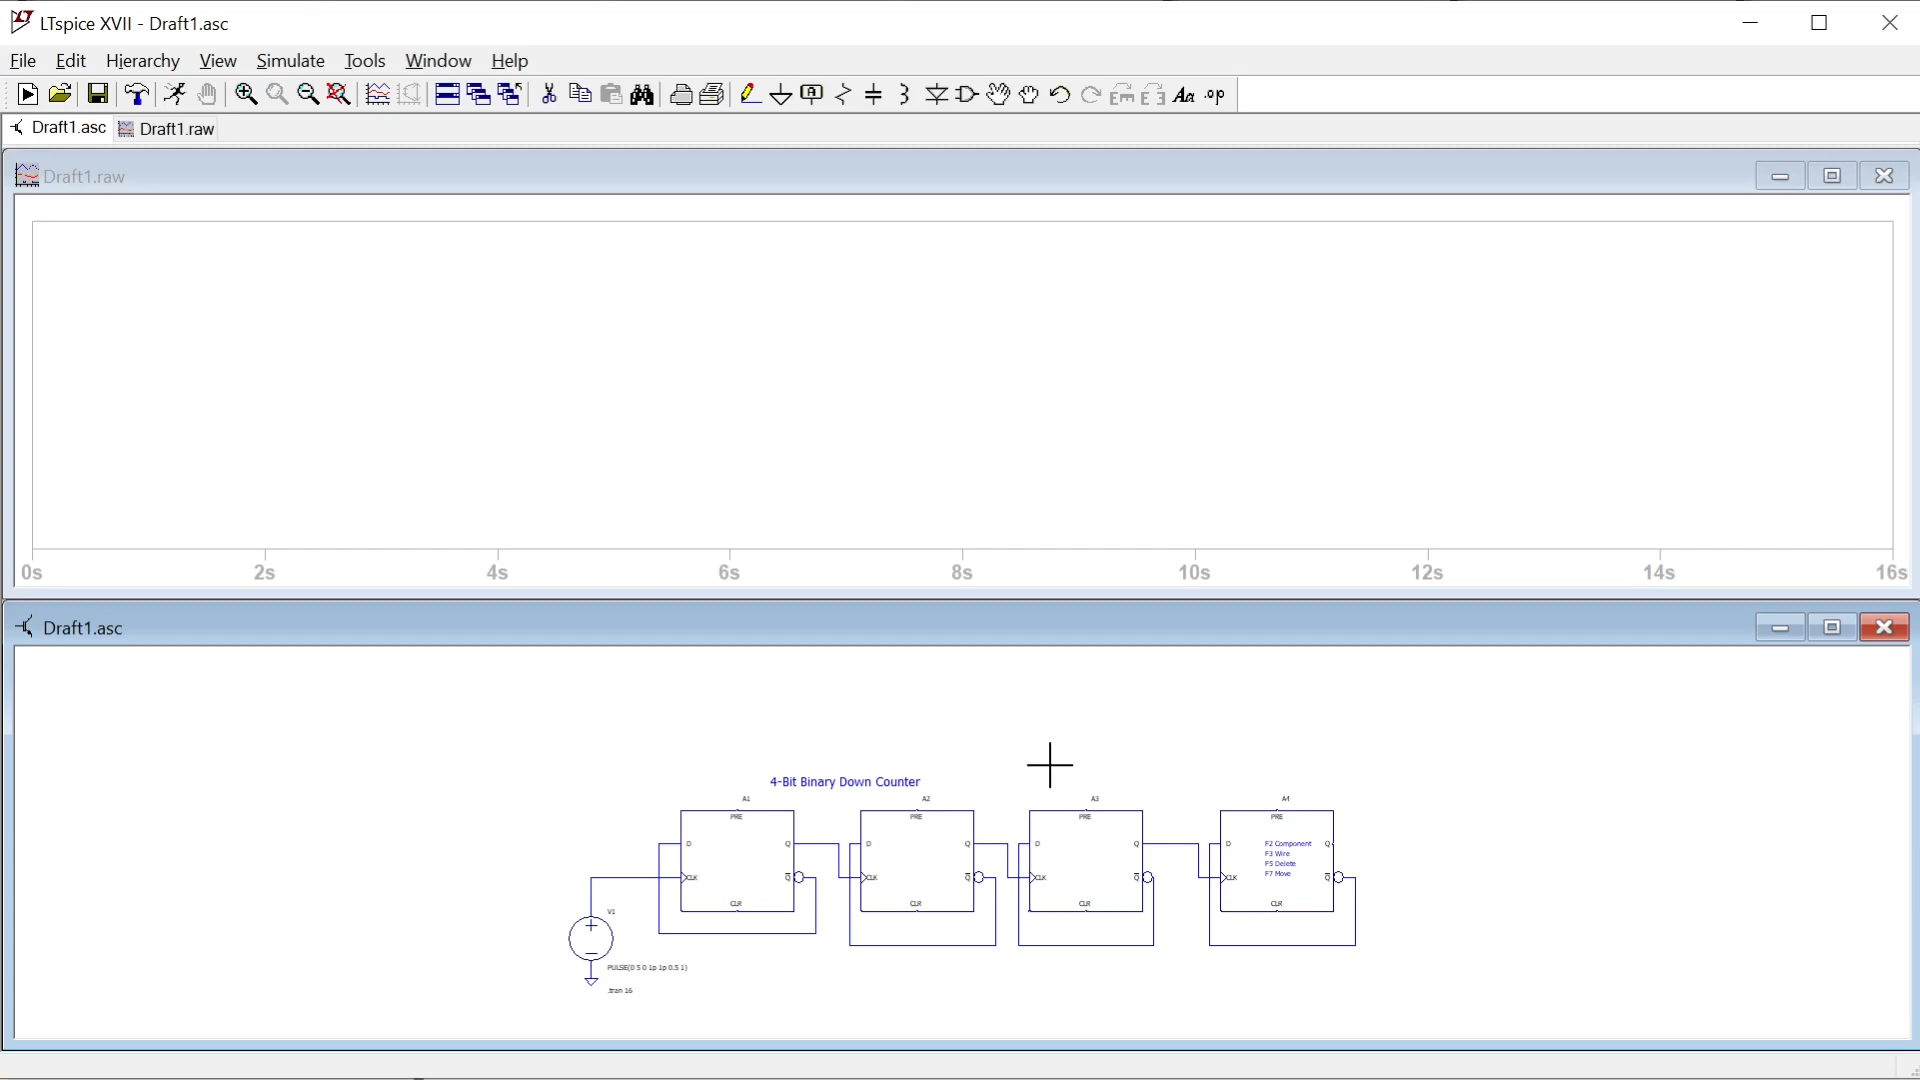 LTspice XVII - Draft1.asc
File Edit Hierarchy View Simulate Tools Window Help
Aa .op
Draft1.asc Draft1.raw
Draft1.raw
0s 2s 4s 6s 8s 10s 12s 14s 16s
Draft1.asc
4-Bit Binary Down Counter
A1 A2 A3 A4
PRE PRE PRE PRE
D Q D Q D Q D F2 Component Q
F3 Wire
F5 Delete
CLK Q CLK Q CLK Q CLK F7 Move Q
CLR CLR CLR CLR
V1
PULSE(0 5 0 1p 1p 0.5 1)
.tran 16